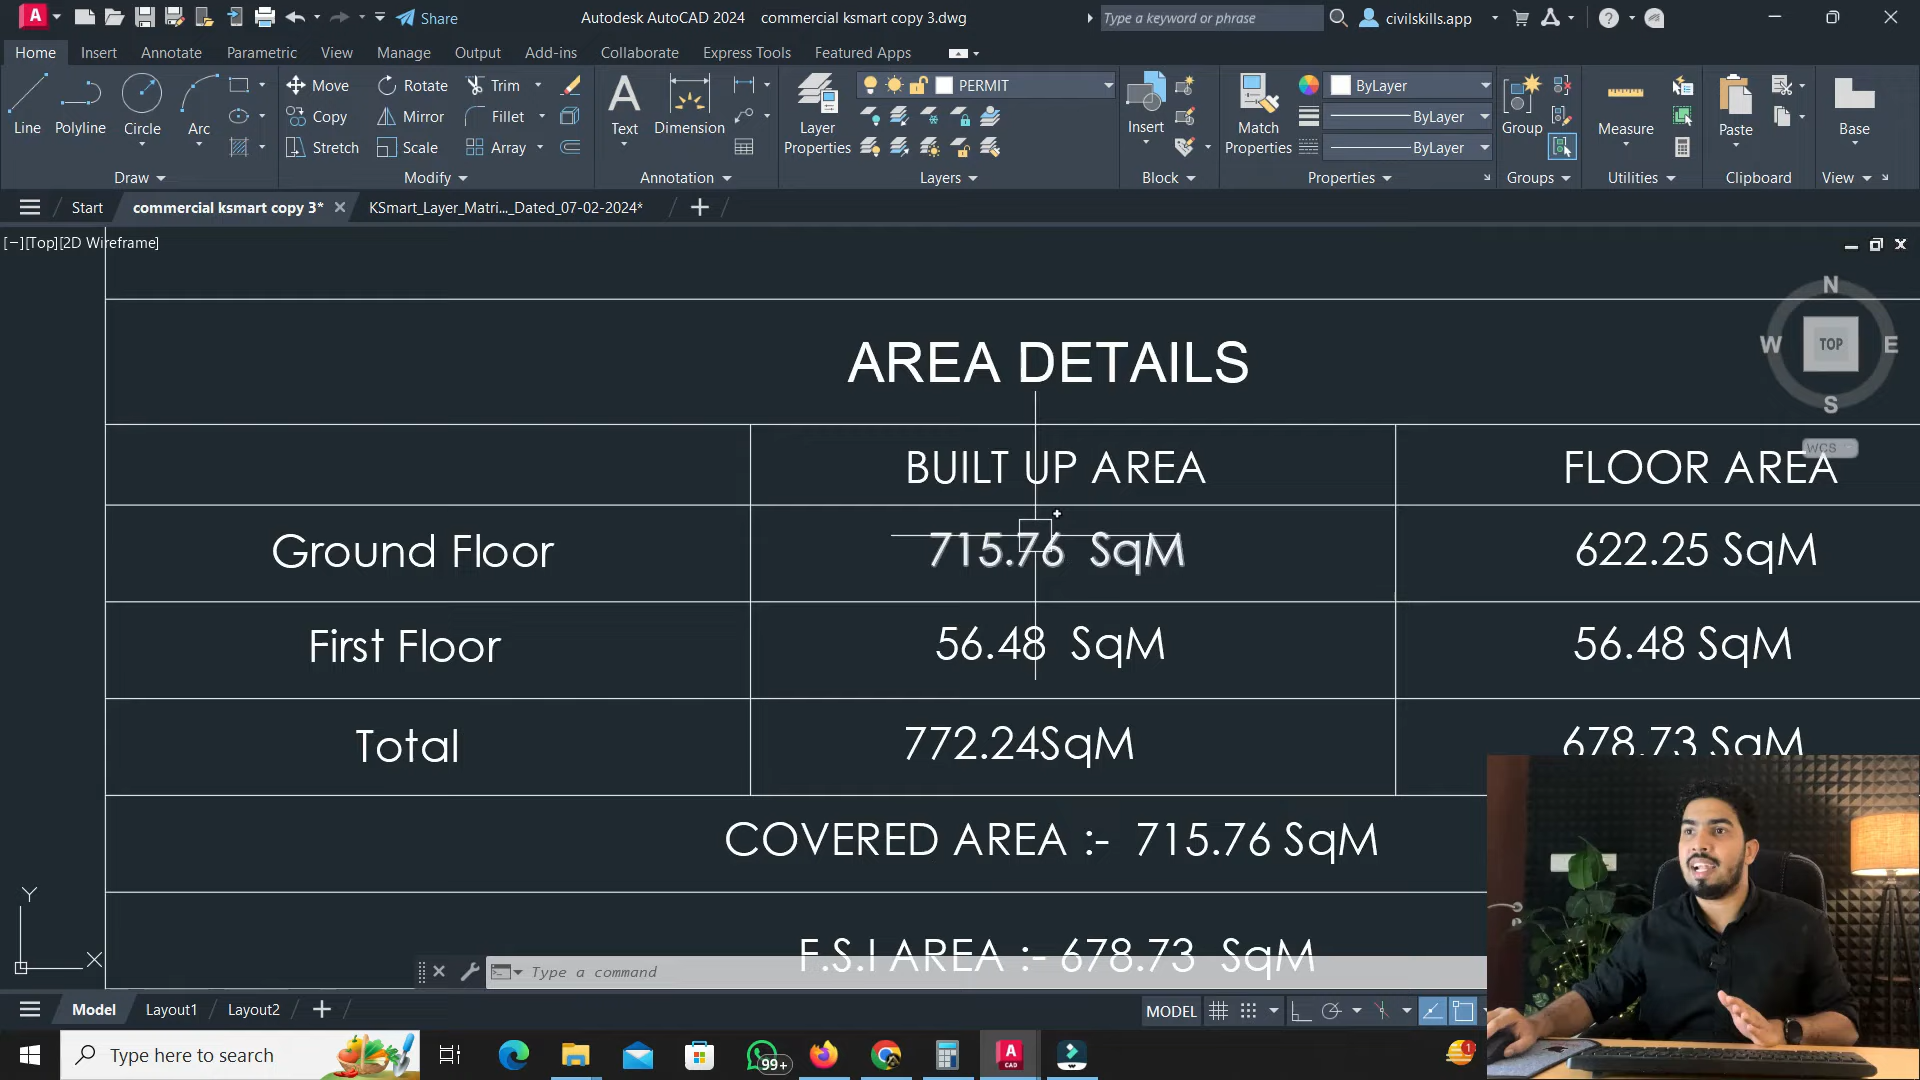 Share
Autodesk AutoCAD 2024 commercial ksmart copy 3.dwg
Type a keyword or phrase
civilskills.app
Home Insert Annotate Parametric View Manage Output Add-ins Collaborate Express Tools Featured Apps
Line Polyline Circle Arc
Move Rotate Trim
Copy Mirror Fillet
Stretch Scale Array
Text Dimension
Layer Properties
PERMIT
Insert
Match Properties
ByLayer
ByLayer
ByLayer
Group
Measure
Paste
Base
Draw Modify Annotation Layers Block Properties Groups Utilities Clipboard View
Start commercial ksmart copy 3* KSmart_Layer_Matri..._Dated_07-02-2024*
[−][Top][2D Wireframe]
N
W TOP E
S
WCS
AREA DETAILS
BUILT UP AREA FLOOR AREA
Ground Floor 715.76 SqM 622.25 SqM
First Floor 56.48 SqM 56.48 SqM
Total 772.24SqM 678.73 SqM
COVERED AREA :- 715.76 SqM
F.S.I AREA :- 678.73 SqM
Y
X
Type a command
Model Layout1 Layout2
MODEL
Type here to search
99+
A
CAD
1